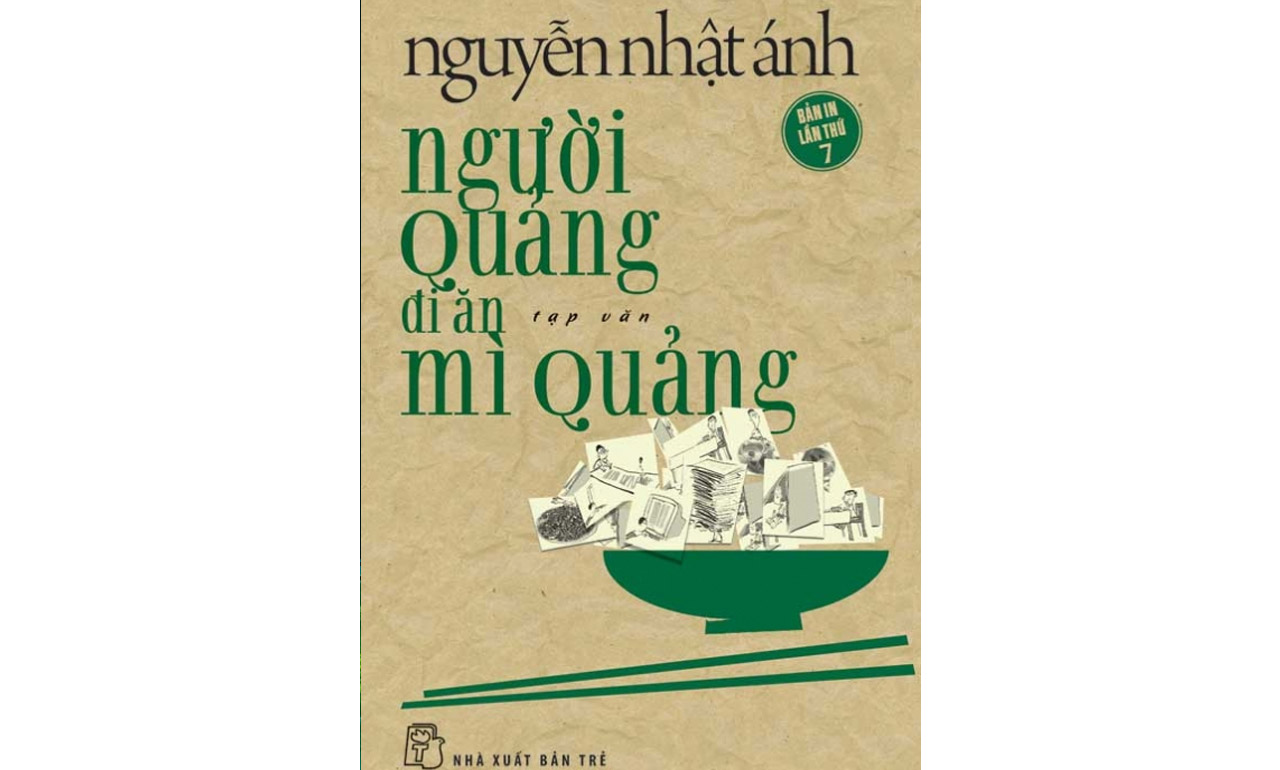 nguyễn nhật ánh
BẢN IN
LẦN THỨ
7
người
Quảng
đi ăn
tạp văn
mì Quảng
T
NHÀ XUẤT BẢN TRẺ